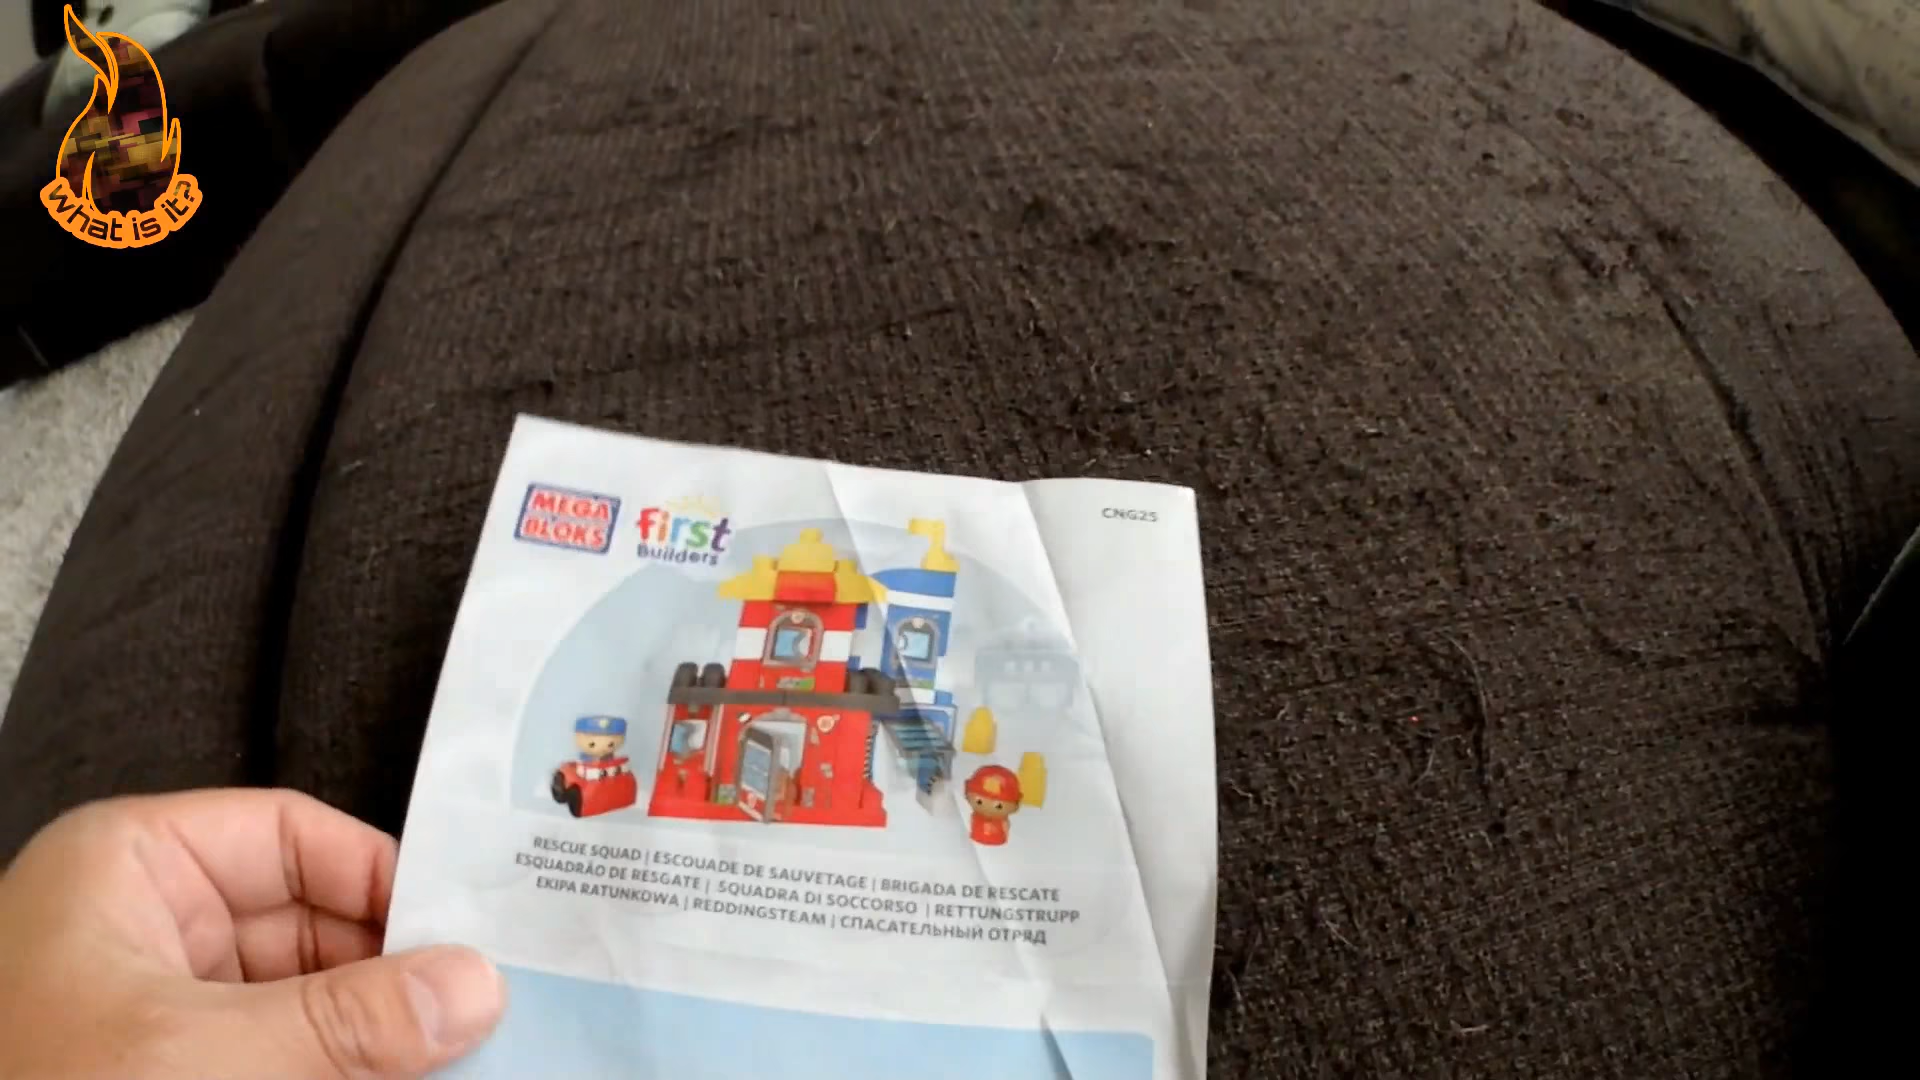 what is it?
MEGA
BLOKS
first
Builders
CNG25
RESCUE SQUAD | ESCOUADE DE SAUVETAGE | BRIGADA DE RESCATE
ESQUADRÃO DE RESGATE | SQUADRA DI SOCCORSO | RETTUNGSTRUPP
EKIPA RATUNKOWA | REDDINGSTEAM | СПАСАТЕЛЬНЫЙ ОТРЯД